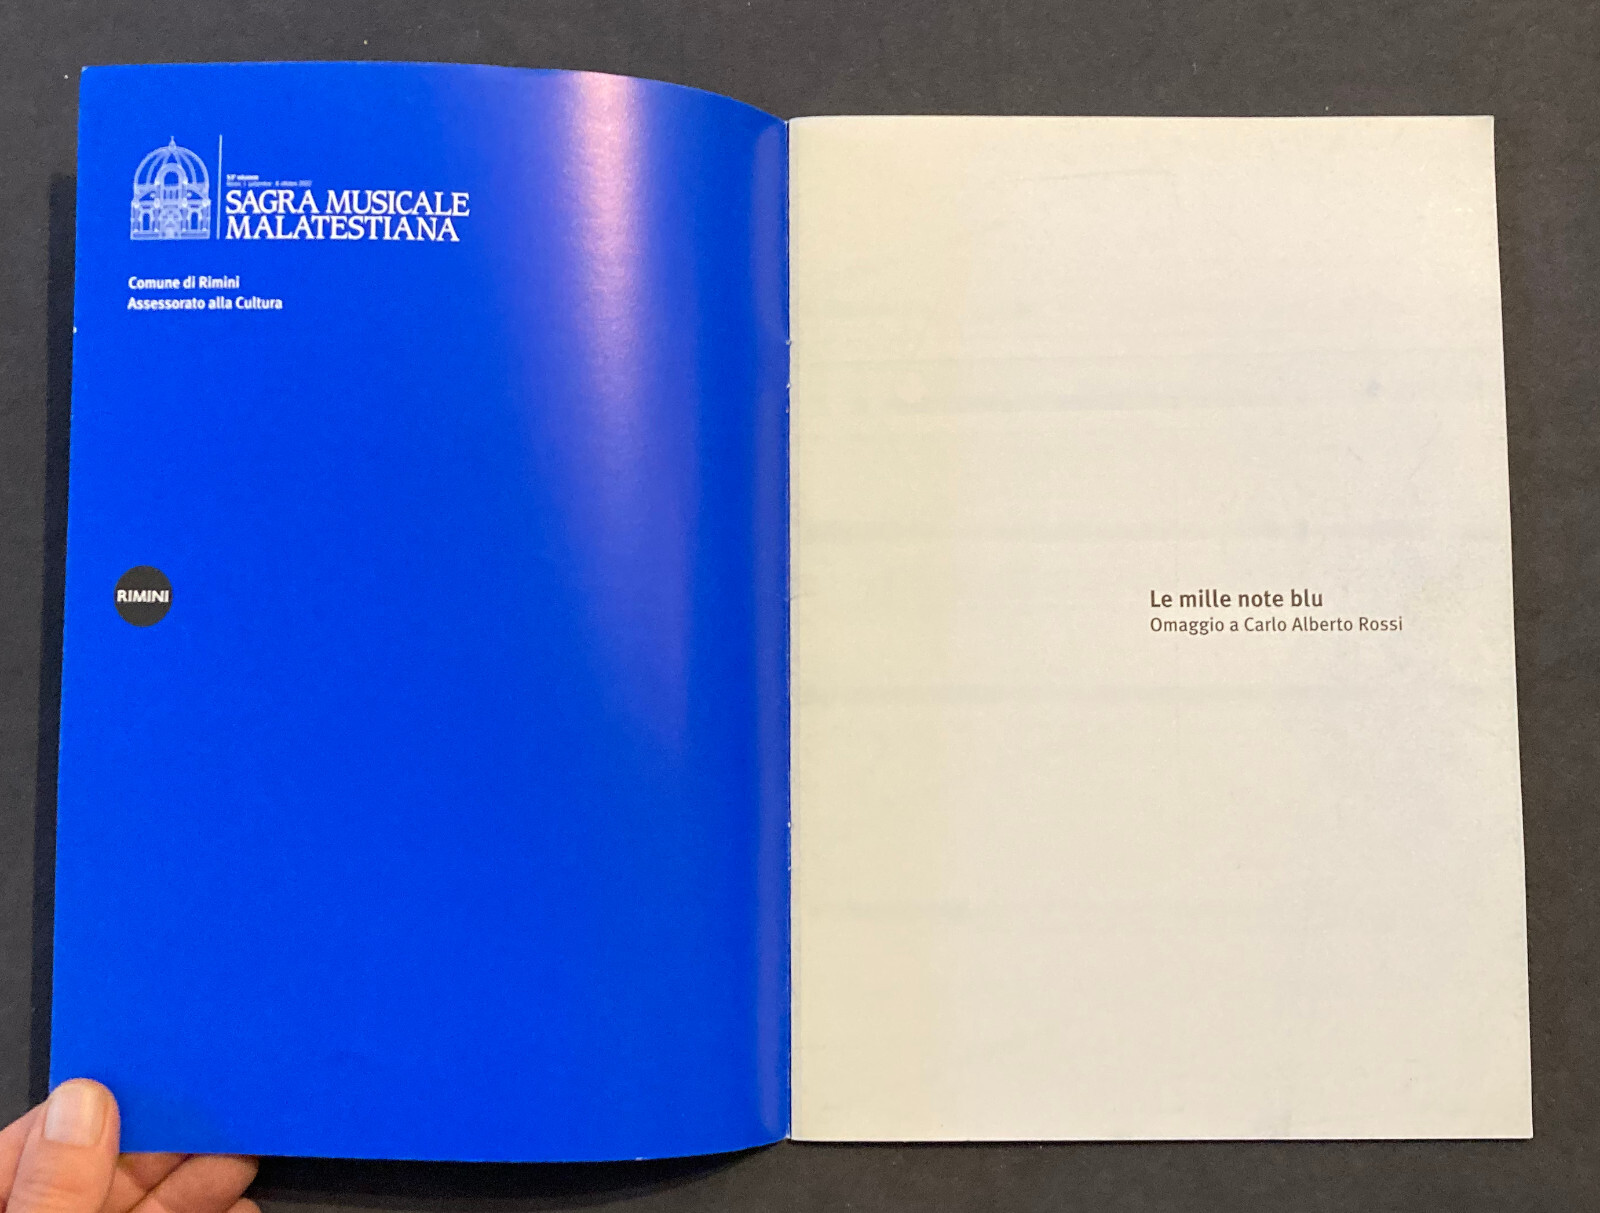 SAGRA MUSICALE
MALATESTIANA
Comune di Rimini
Assessorato alla Cultura
RIMINI
Le mille note blu
Omaggio a Carlo Alberto Rossi